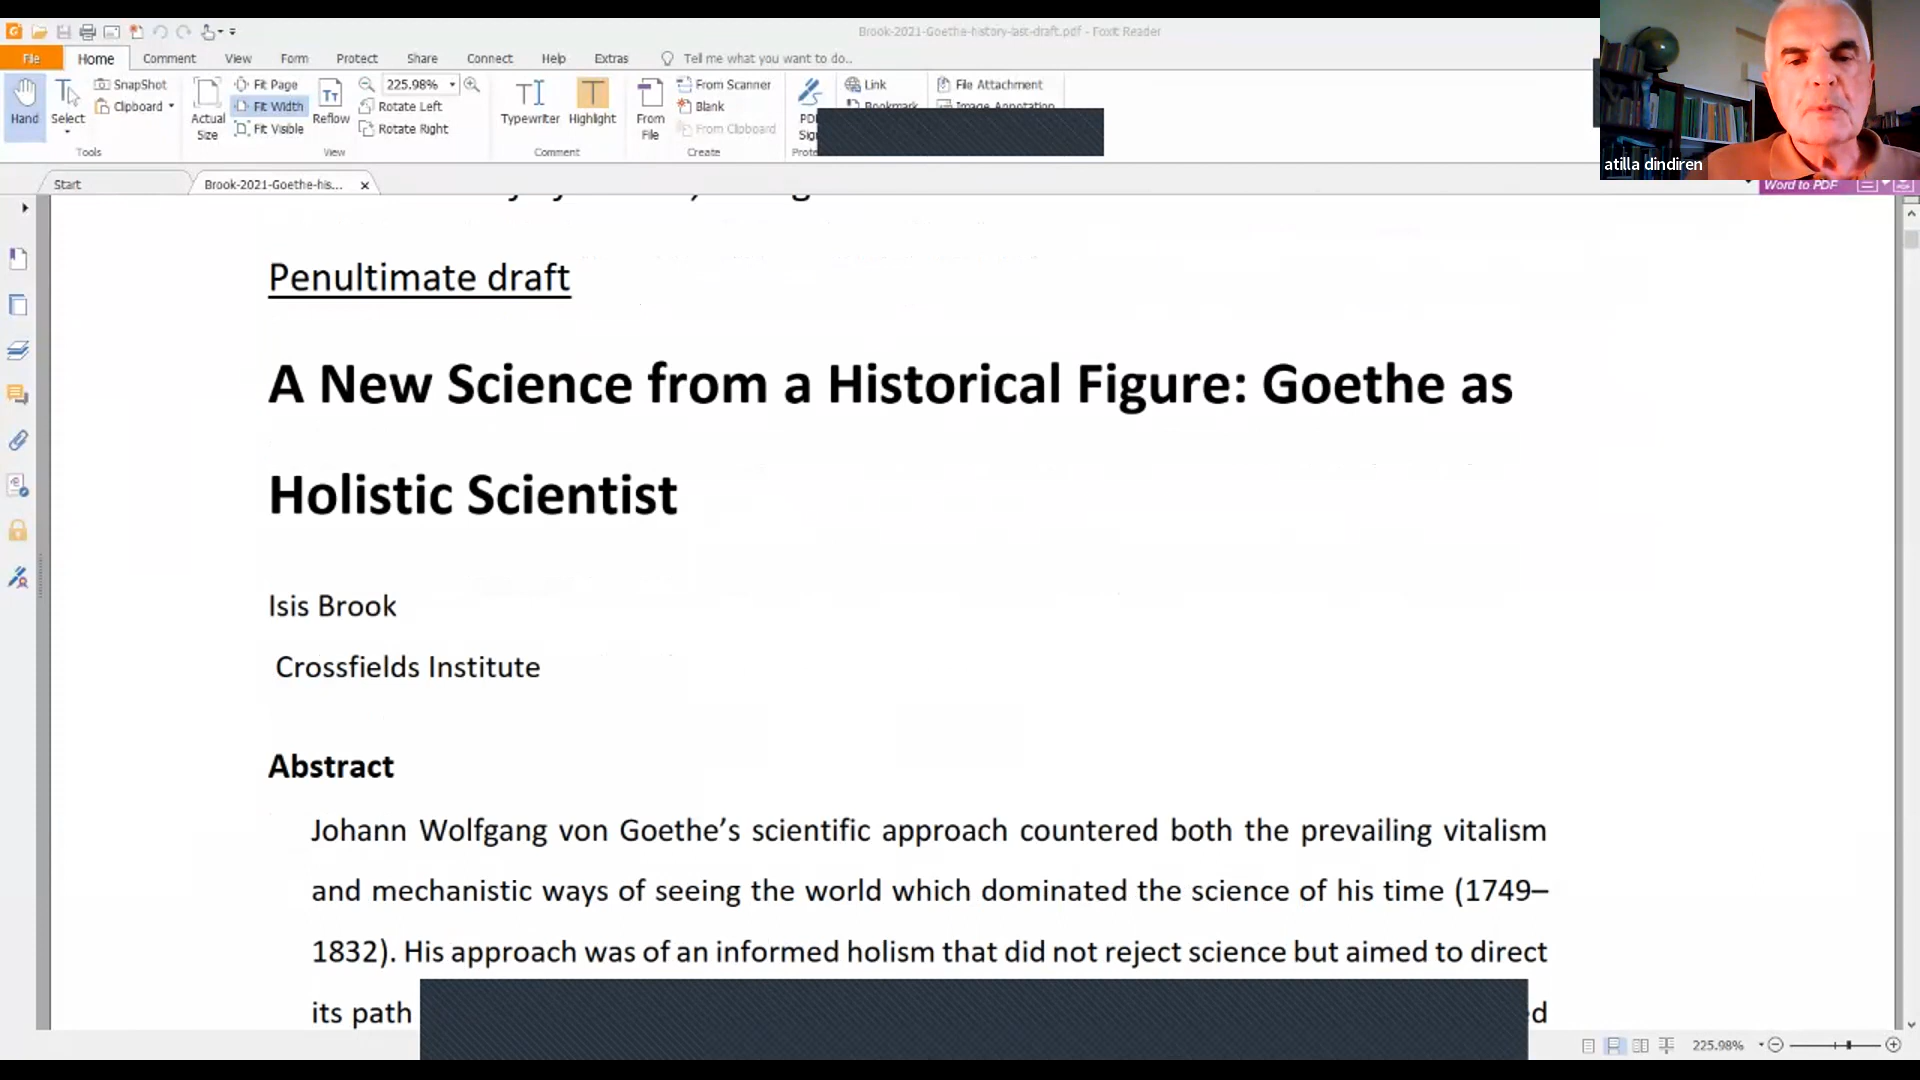 Brook-2021-Goethe-history-last-draft.pdf - Foxit Reader
File Home Comment View Form Protect Share Connect Help Extras Tell me what you want to do..
Hand
Select
SnapShot
Clipboard
Tools
Actual Size
Fit Page
Fit Width
Fit Visible
Reflow
225.98%
Rotate Left
Rotate Right
View
Typewriter
Highlight
Comment
From File
From Scanner
Blank
From Clipboard
Create
Link
Bookmark
File Attachment
Image Annotation
atilla dindiren
Word to PDF
Start
Brook-2021-Goethe-his...
Penultimate draft
A New Science from a Historical Figure: Goethe as
Holistic Scientist
Isis Brook
Crossfields Institute
Abstract
Johann Wolfgang von Goethe’s scientific approach countered both the prevailing vitalism
and mechanistic ways of seeing the world which dominated the science of his time (1749–
1832). His approach was of an informed holism that did not reject science but aimed to direct
its path
225.98%